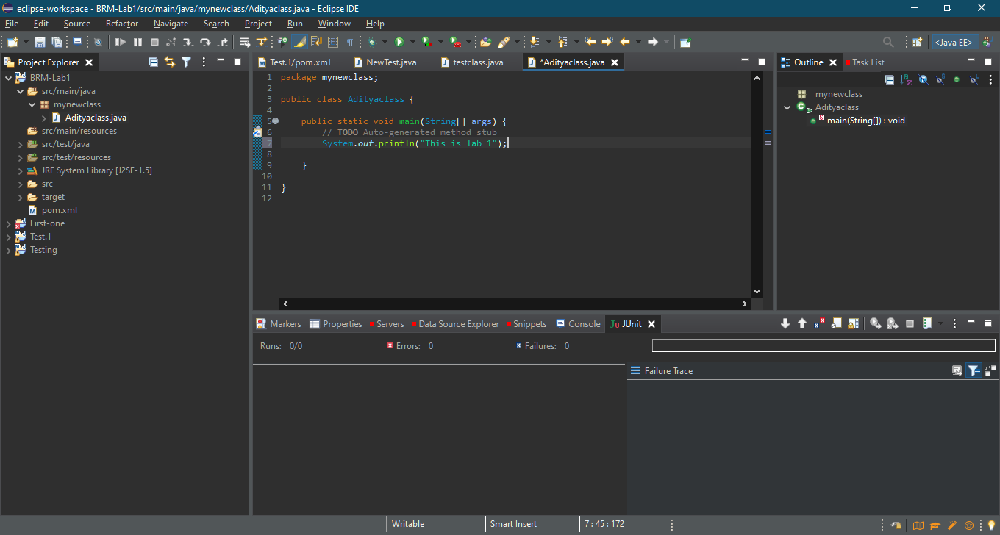 eclipse-workspace - BRM-Lab1/src/main/java/mynewclass/Adityaclass.java - Eclipse IDE
File Edit Source Refactor Navigate Search Project Run Window Help
<Java EE>
Project Explorer
BRM-Lab1
src/main/java
mynewclass
Adityaclass.java
src/main/resources
src/test/java
src/test/resources
JRE System Library [J2SE-1.5]
src
target
pom.xml
First-one
Test.1
Testing
Test.1/pom.xml NewTest.java testclass.java *Adityaclass.java
1 package mynewclass;
2
3 public class Adityaclass {
4
5 public static void main(String[] args) {
6 // TODO Auto-generated method stub
7 System.out.println("This is lab 1");
8
9 }
10
11 }
12
Outline Task List
mynewclass
Adityaclass
main(String[]) : void
Markers Properties Servers Data Source Explorer Snippets Console JUnit
Runs: 0/0 Errors: 0 Failures: 0
Failure Trace
Writable Smart Insert 7 : 45 : 172